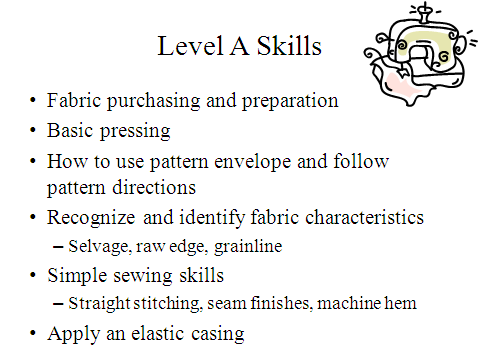 Level A Skills
• Fabric purchasing and preparation
• Basic pressing
• How to use pattern envelope and follow
pattern directions
• Recognize and identify fabric characteristics
– Selvage, raw edge, grainline
• Simple sewing skills
– Straight stitching, seam finishes, machine hem
• Apply an elastic casing